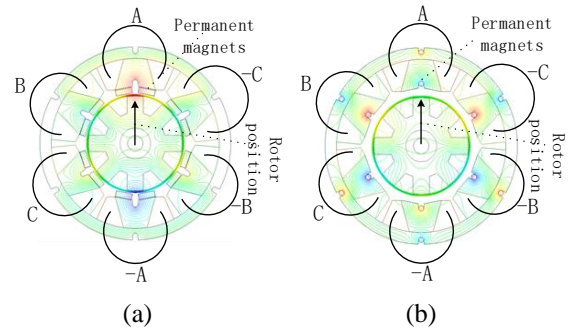 A
Permanent
magnets
B
-C
Rotor
position
C
-B
-A
(a)
A
Permanent
magnets
B
-C
Rotor
position
C
-B
-A
(b)